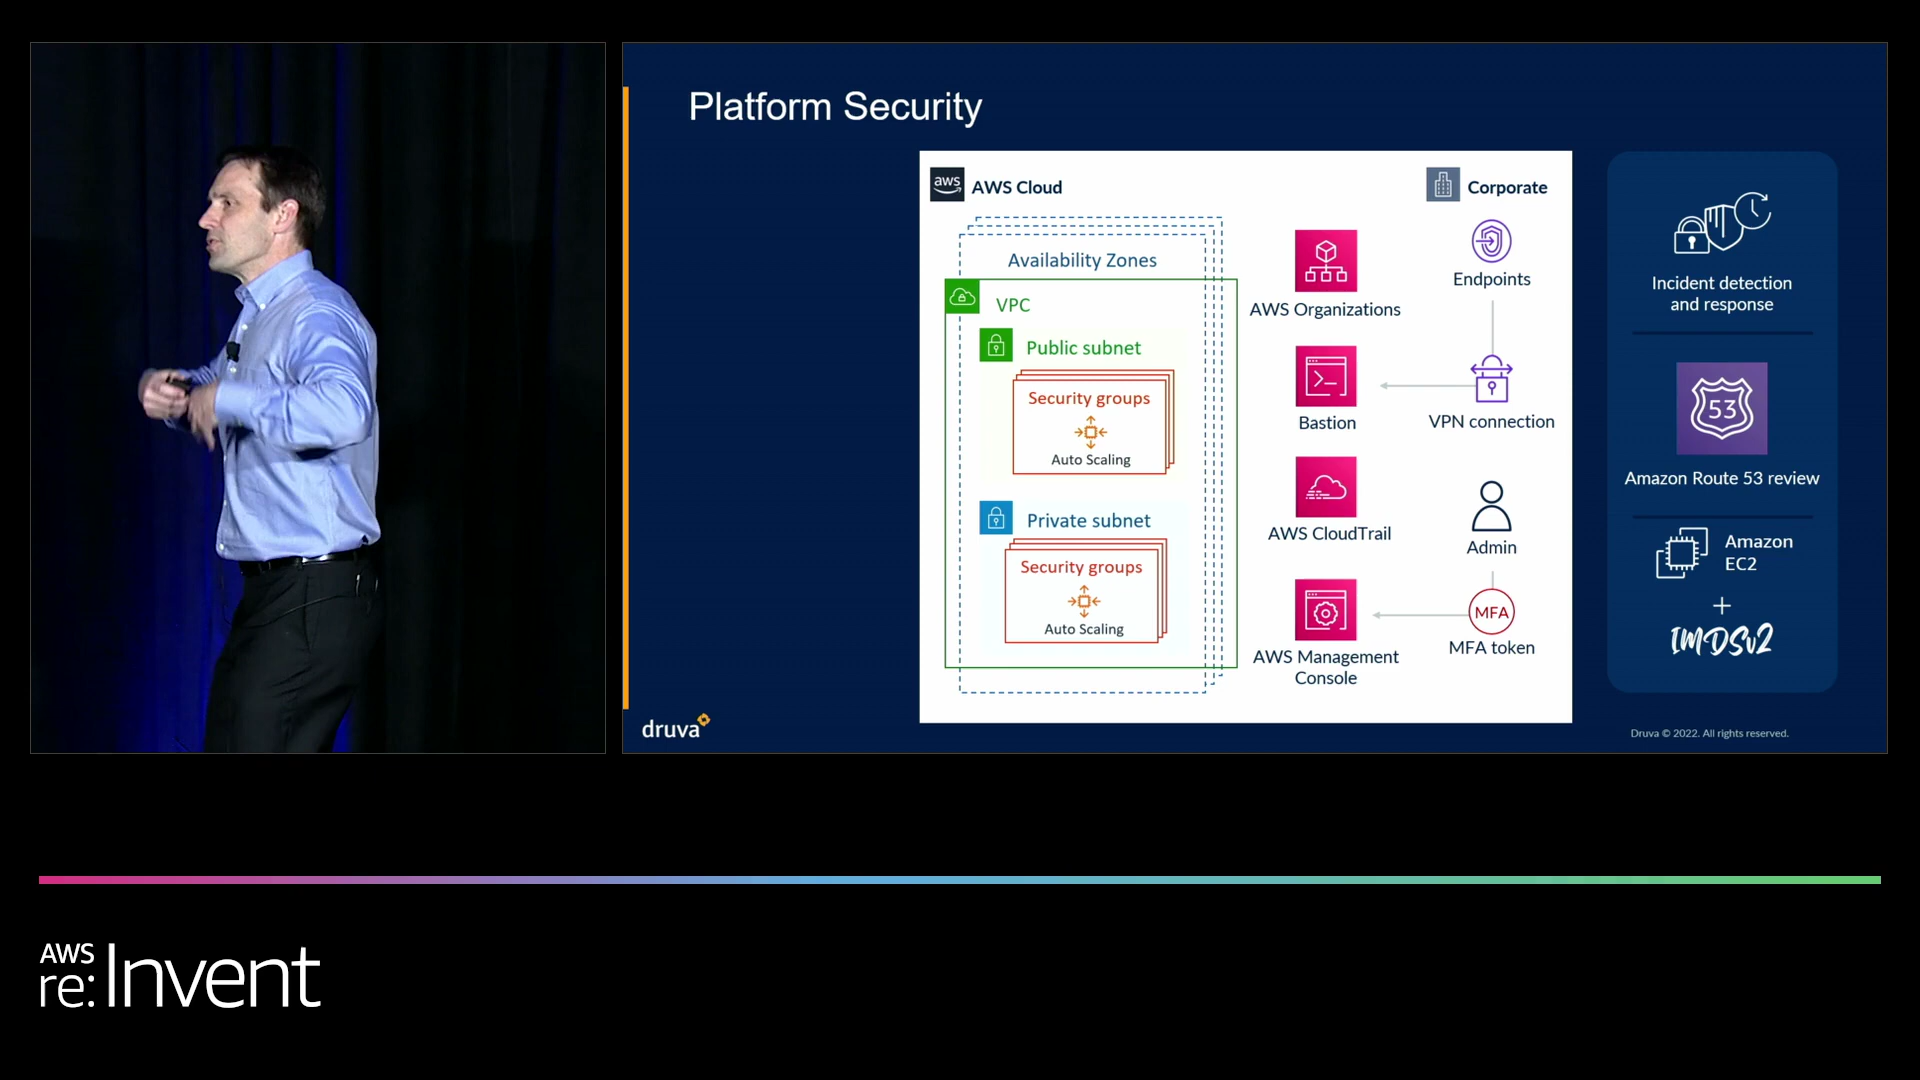 Platform Security
aws
AWS Cloud
Corporate
Availability Zones
VPC
Public subnet
Security groups
Auto Scaling
Private subnet
Security groups
Auto Scaling
AWS Organizations
Bastion
AWS CloudTrail
AWS Management
Console
Endpoints
VPN connection
Admin
MFA
MFA token
Incident detection
and response
53
Amazon Route 53 review
Amazon
EC2
+
IMDSv2
druva
Druva © 2022. All rights reserved.
AWS
re:Invent